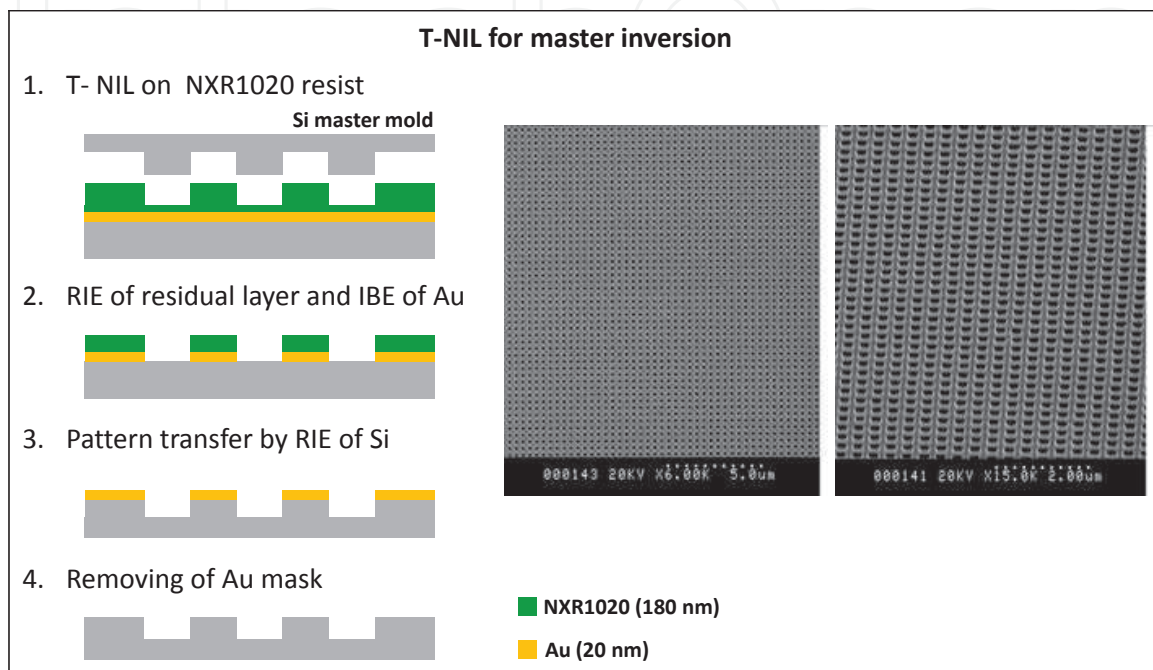 T-NIL for master inversion
1. T- NIL on NXR1020 resist
Si master mold
2. RIE of residual layer and IBE of Au
3. Pattern transfer by RIE of Si
4. Removing of Au mask
000143 20KV X6.00K 5.0um
000141 20KV X15.0K 2.00um
NXR1020 (180 nm)
Au (20 nm)